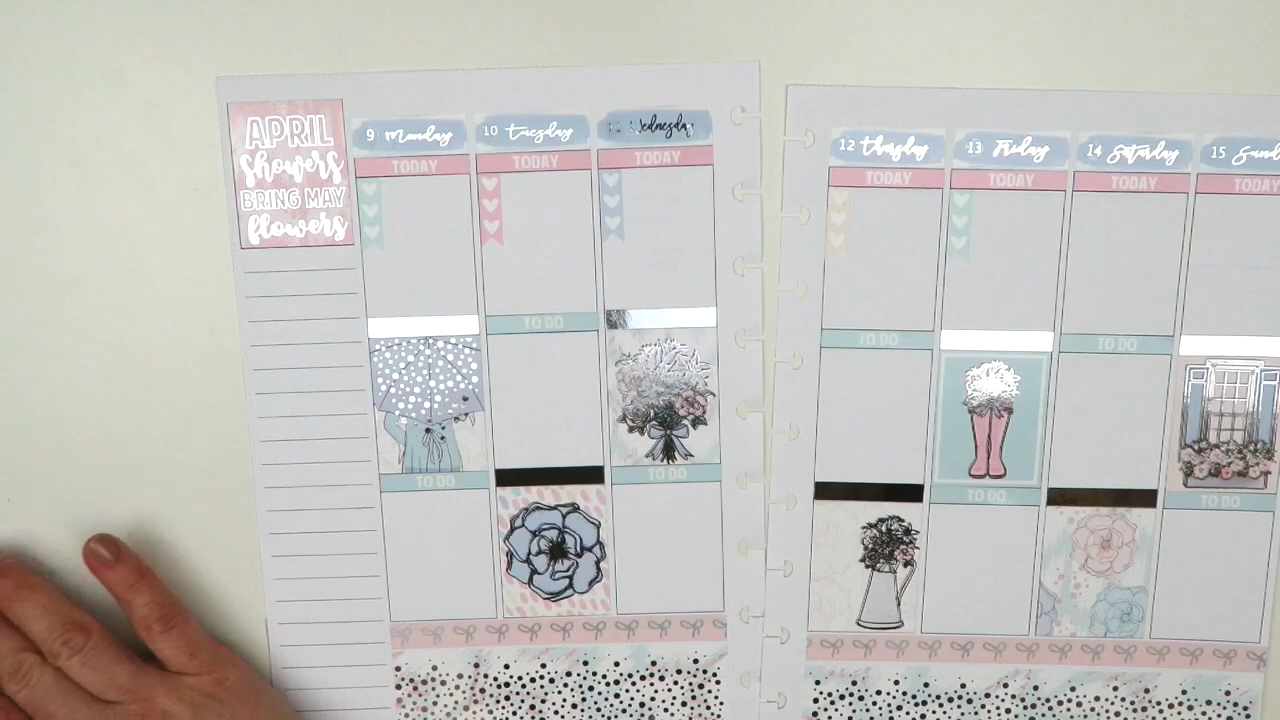 APRIL
showers
BRING MAY
flowers
9 Monday
10 Tuesday
11 Wednesday
12 Thursday
13 Friday
14 Saturday
15 Sund
TODAY
TODAY
TODAY
TODAY
TODAY
TODAY
TODAY
TO DO
TO DO
TO DO
TO DO
TO DO
TO DO
TO DO